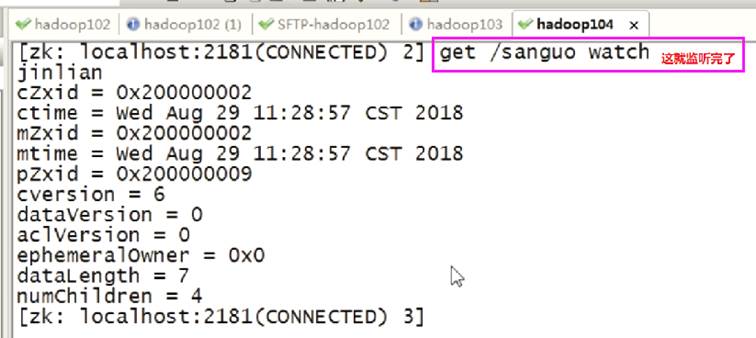 hadoop102 hadoop102 (1) SFTP-hadoop102 hadoop103 hadoop104 ×
[zk: localhost:2181(CONNECTED) 2] get /sanguo watch 这就监听完了
jinlian
cZxid = 0x200000002
ctime = Wed Aug 29 11:28:57 CST 2018
mZxid = 0x200000002
mtime = Wed Aug 29 11:28:57 CST 2018
pZxid = 0x200000009
cversion = 6
dataVersion = 0
aclVersion = 0
ephemeralOwner = 0x0
dataLength = 7
numChildren = 4
[zk: localhost:2181(CONNECTED) 3]